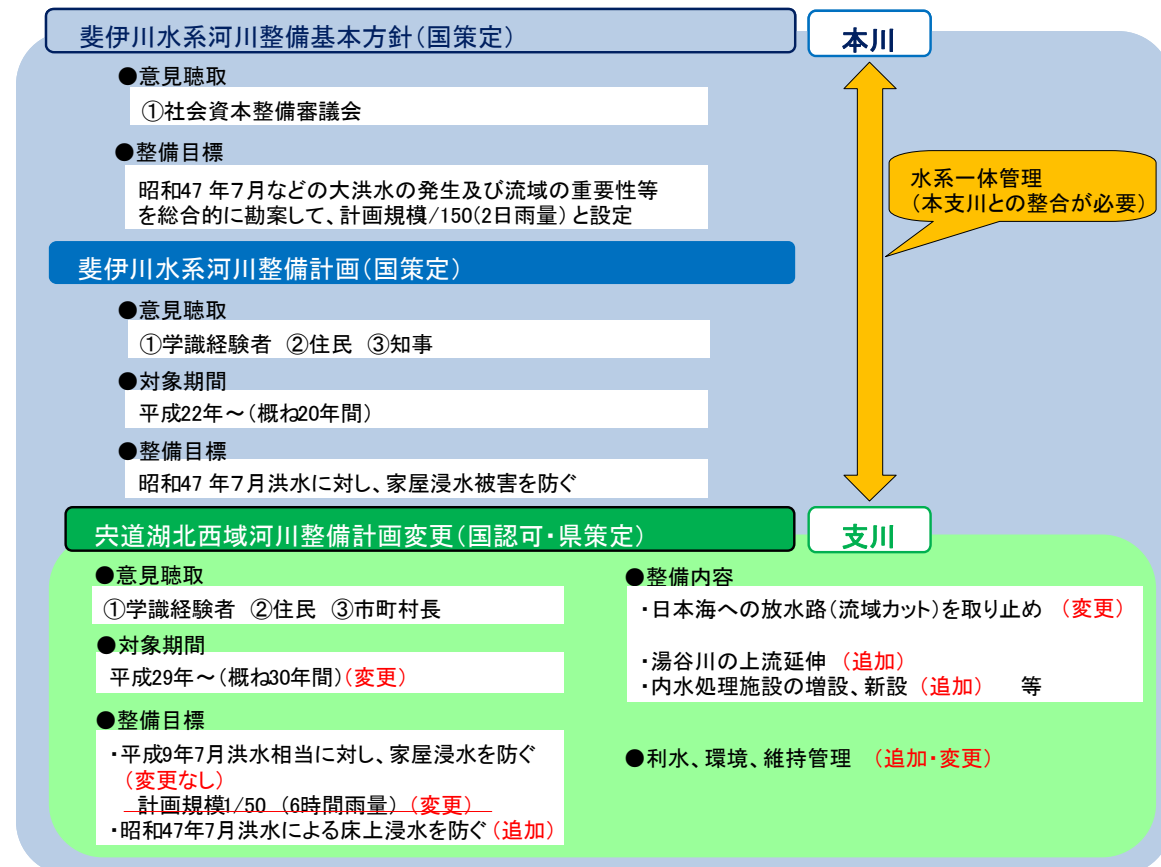 斐伊川水系河川整備基本方針(国策定)
本川
●意見聴取
①社会資本整備審議会
●整備目標
昭和47 年7月などの大洪水の発生及び流域の重要性等
を総合的に勘案して、計画規模1/150(2日雨量) と設定
水系一体管理
(本支川との整合が必要)
斐伊川水系河川整備計画(国策定)
●意見聴取
①学識経験者 ②住民 ③知事
●対象期間
平成22年~(概ね20年間)
●整備目標
昭和47 年7月洪水に対し、家屋浸水被害を防ぐ
宍道湖北西域河川整備計画変更(国認可・県策定)
支川
●意見聴取
①学識経験者 ②住民 ③市町村長
●対象期間
平成29年~(概ね30年間)(変更)
●整備目標
・平成9年7月洪水相当に対し、家屋浸水を防ぐ
(変更なし)
計画規模1/50 (6時間雨量) (変更)
・昭和47年7月洪水による床上浸水を防ぐ(追加)
●整備内容
・日本海への放水路(流域カット)を取り止め (変更)
・湯谷川の上流延伸 (追加)
・内水処理施設の増設、新設 (追加) 等
●利水、環境、維持管理 (追加・変更)